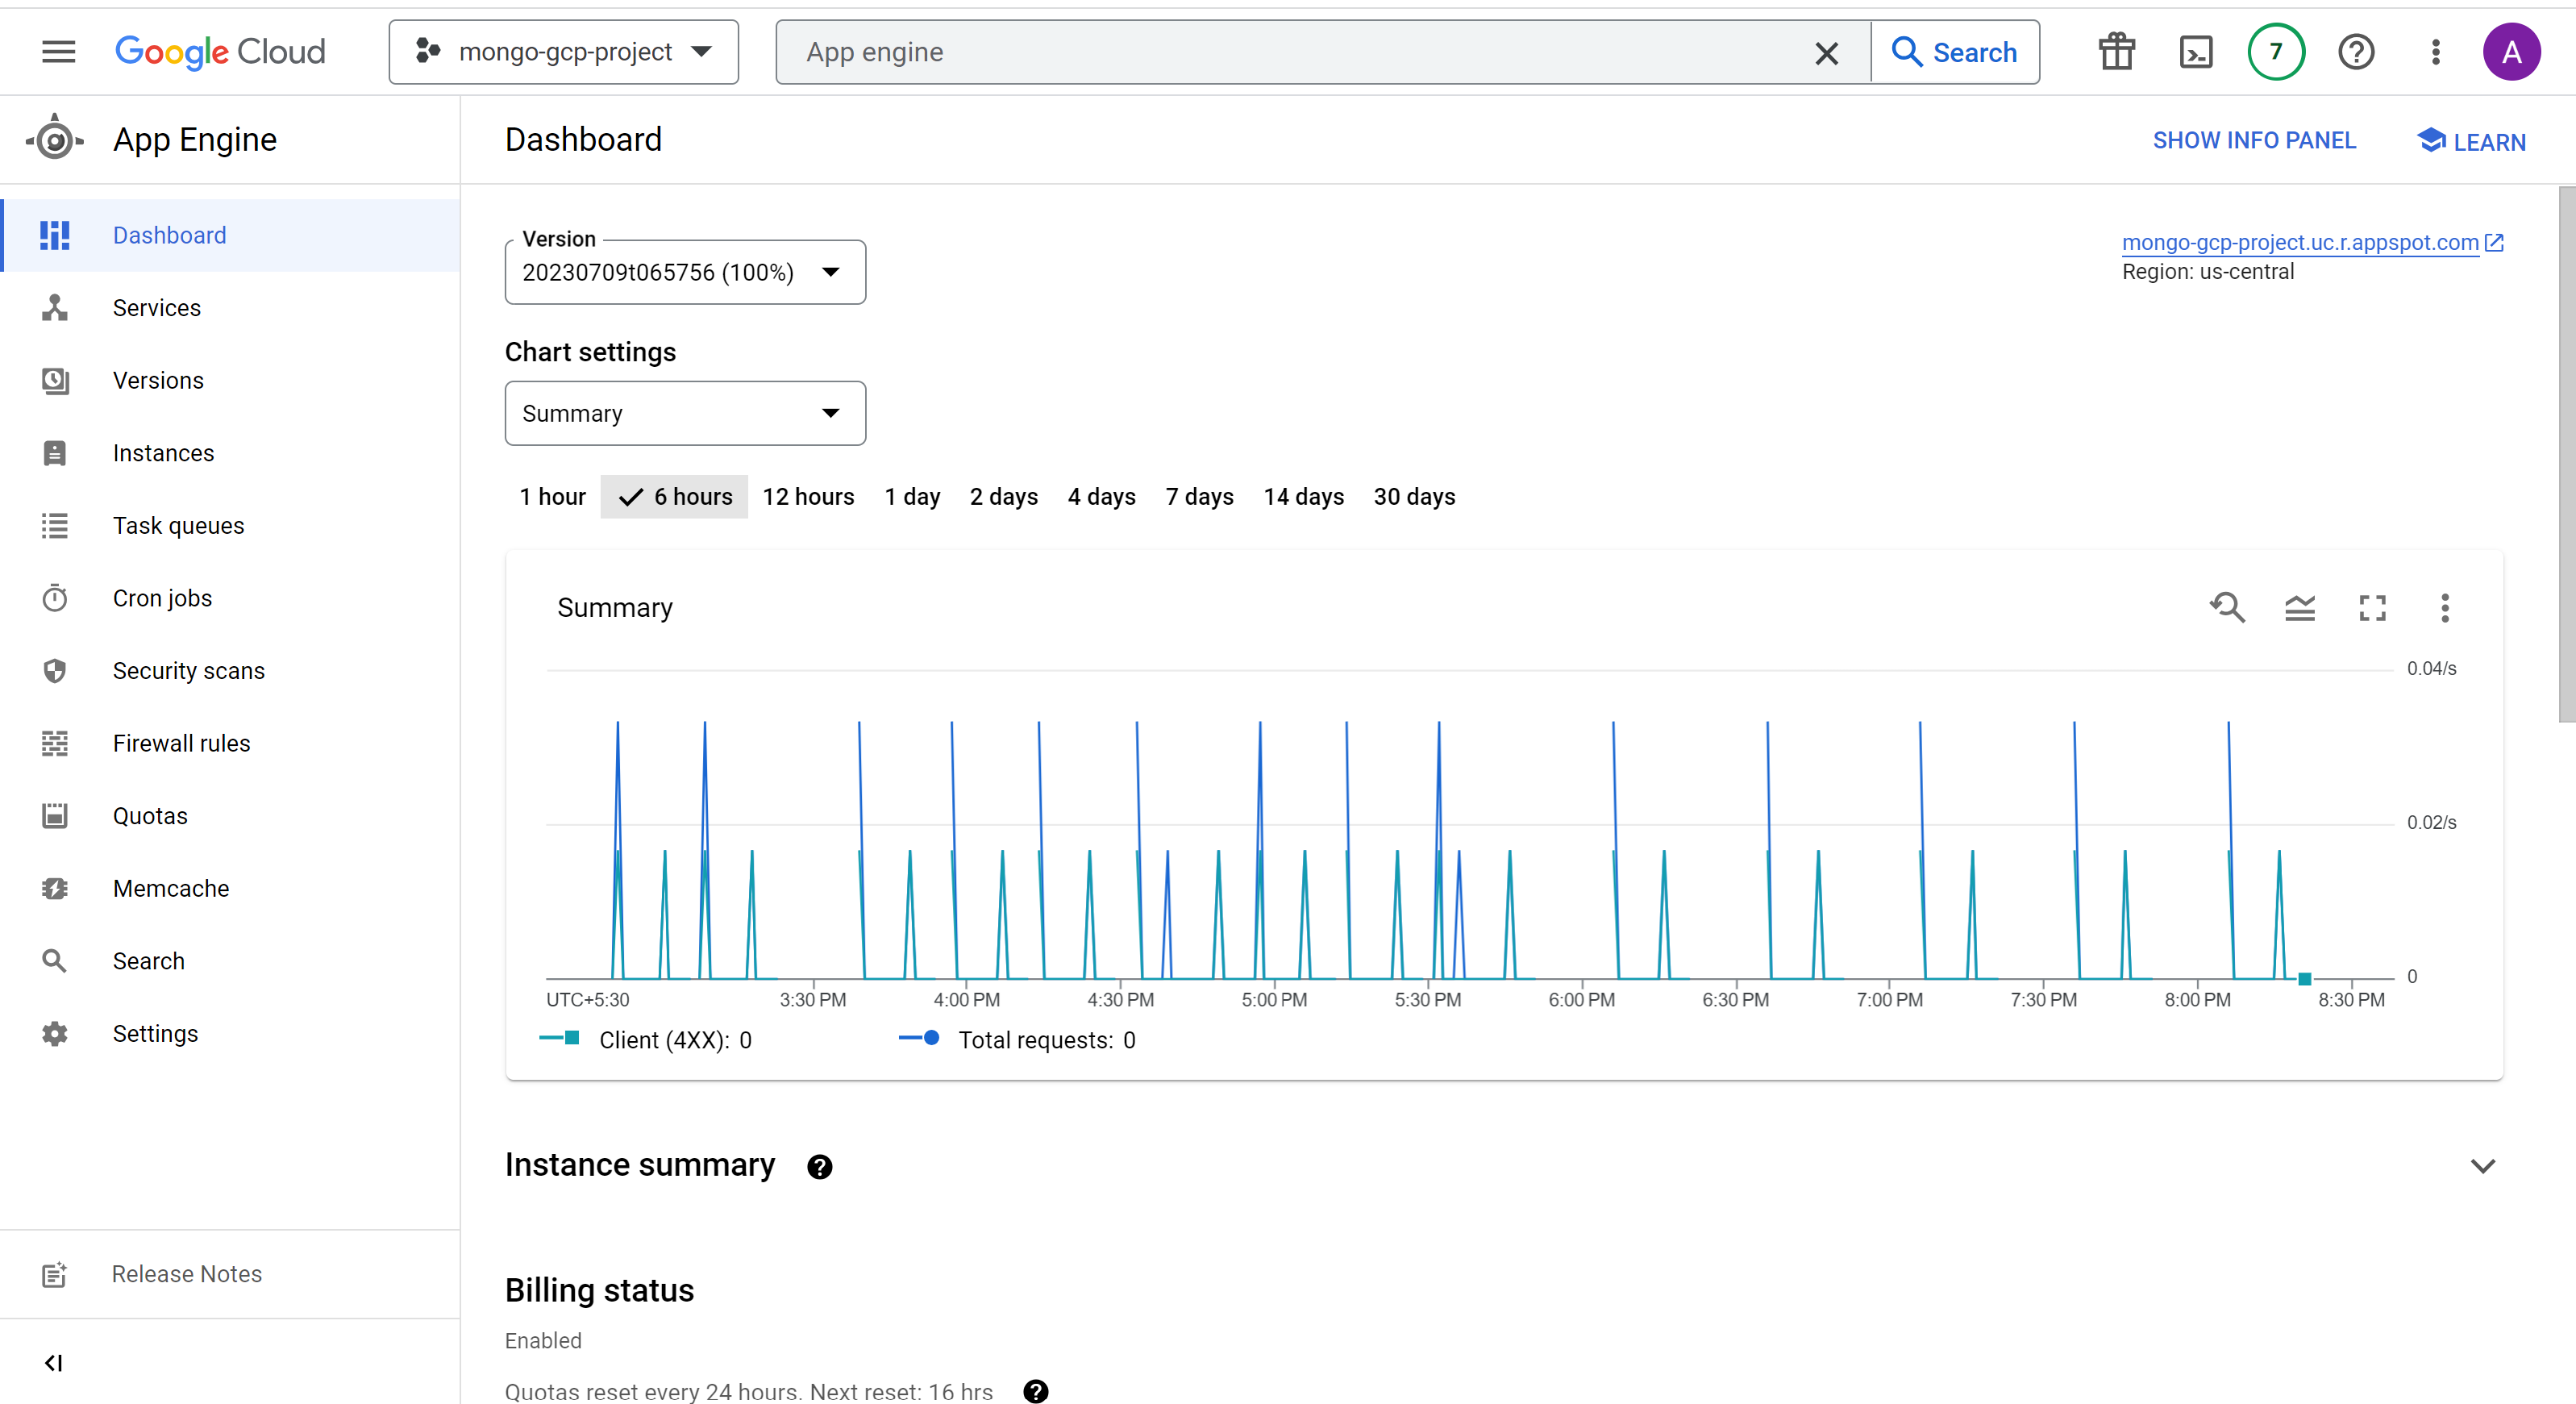 Google Cloud
mongo-gcp-project
App engine
Search
7
A
App Engine
Dashboard
SHOW INFO PANEL
LEARN
Dashboard
Services
Versions
Instances
Task queues
Cron jobs
Security scans
Firewall rules
Quotas
Memcache
Search
Settings
Release Notes
Version
20230709t065756 (100%)
mongo-gcp-project.uc.r.appspot.com
Region: us-central
Chart settings
Summary
1 hour 6 hours 12 hours 1 day 2 days 4 days 7 days 14 days 30 days
Summary
0.04/s
0.02/s
0
UTC+5:30 3:30 PM 4:00 PM 4:30 PM 5:00 PM 5:30 PM 6:00 PM 6:30 PM 7:00 PM 7:30 PM 8:00 PM 8:30 PM
Client (4XX): 0 Total requests: 0
Instance summary
Billing status
Enabled
Quotas reset every 24 hours. Next reset: 16 hrs